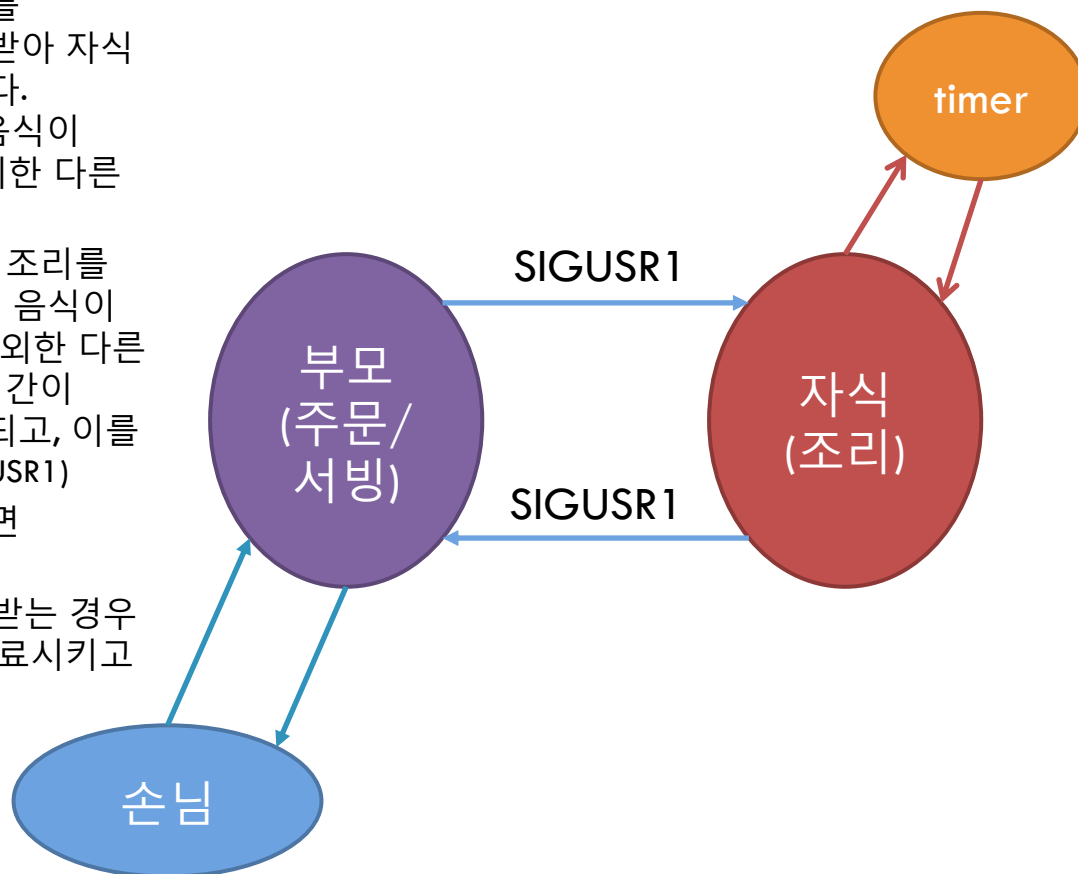 를
받아 자식
다.
음식이
한 다른
조리를
음식이
외한 다른
간이
되고, 이를
USR1)
면
받는 경우
료시키고
timer
SIGUSR1
부모
(주문/
서빙)
자식
(조리)
SIGUSR1
손님